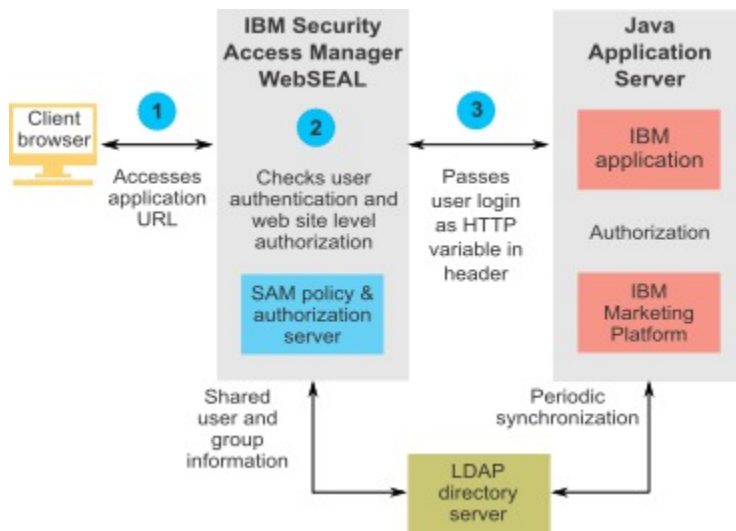 IBM Security
Access Manager
WebSEAL
Java
Application
Server
Client
browser
1
Accesses
application
URL
2
Checks user
authentication and
web site level
authorization
SAM policy &
authorization
server
3
Passes
user login
as HTTP
variable in
header
IBM
application
Authorization
IBM
Marketing
Platform
Shared
user and
group
information
Periodic
synchronization
LDAP
directory
server